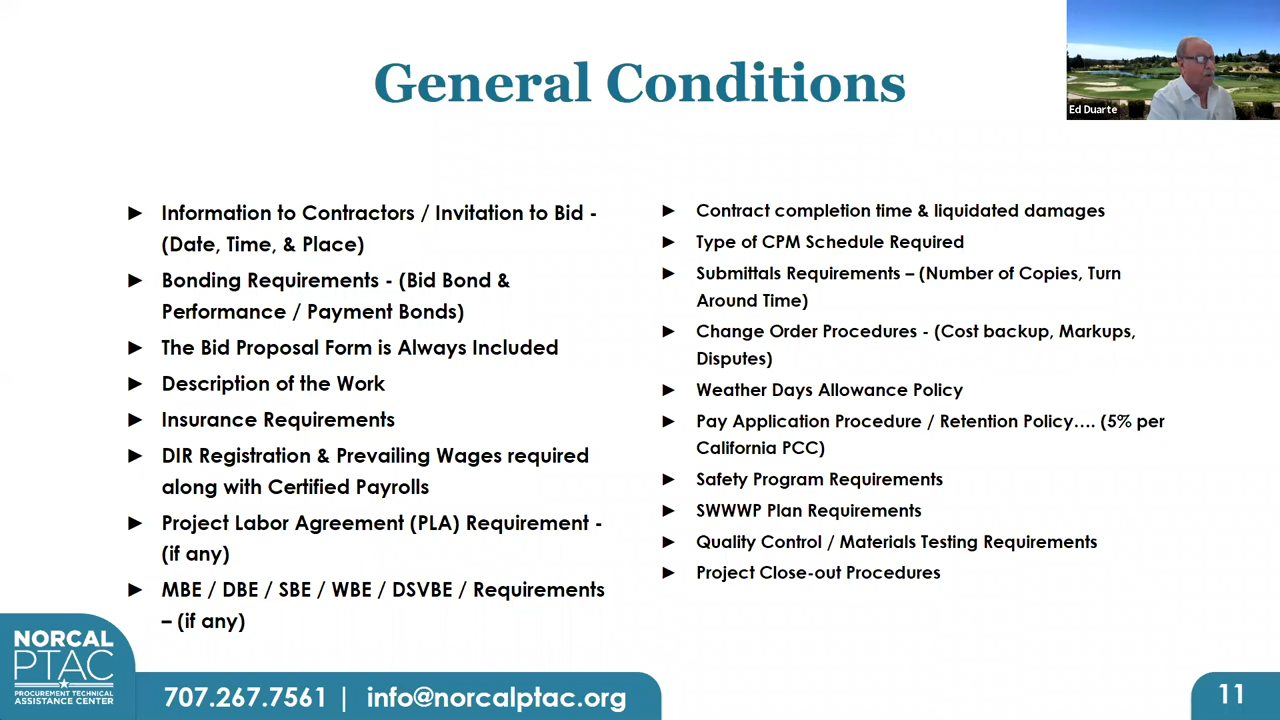 General Conditions
Ed Duarte
► Information to Contractors / Invitation to Bid -
(Date, Time, & Place)
► Bonding Requirements - (Bid Bond &
Performance / Payment Bonds)
► The Bid Proposal Form is Always Included
► Description of the Work
► Insurance Requirements
► DIR Registration & Prevailing Wages required
along with Certified Payrolls
► Project Labor Agreement (PLA) Requirement -
(if any)
► MBE / DBE / SBE / WBE / DSVBE / Requirements
– (if any)
► Contract completion time & liquidated damages
► Type of CPM Schedule Required
► Submittals Requirements – (Number of Copies, Turn
Around Time)
► Change Order Procedures - (Cost backup, Markups,
Disputes)
► Weather Days Allowance Policy
► Pay Application Procedure / Retention Policy…. (5% per
California PCC)
► Safety Program Requirements
► SWWWP Plan Requirements
► Quality Control / Materials Testing Requirements
► Project Close-out Procedures
NORCAL
PTAC
PROCUREMENT TECHNICAL
ASSISTANCE CENTER
707.267.7561 | info@norcalptac.org
11